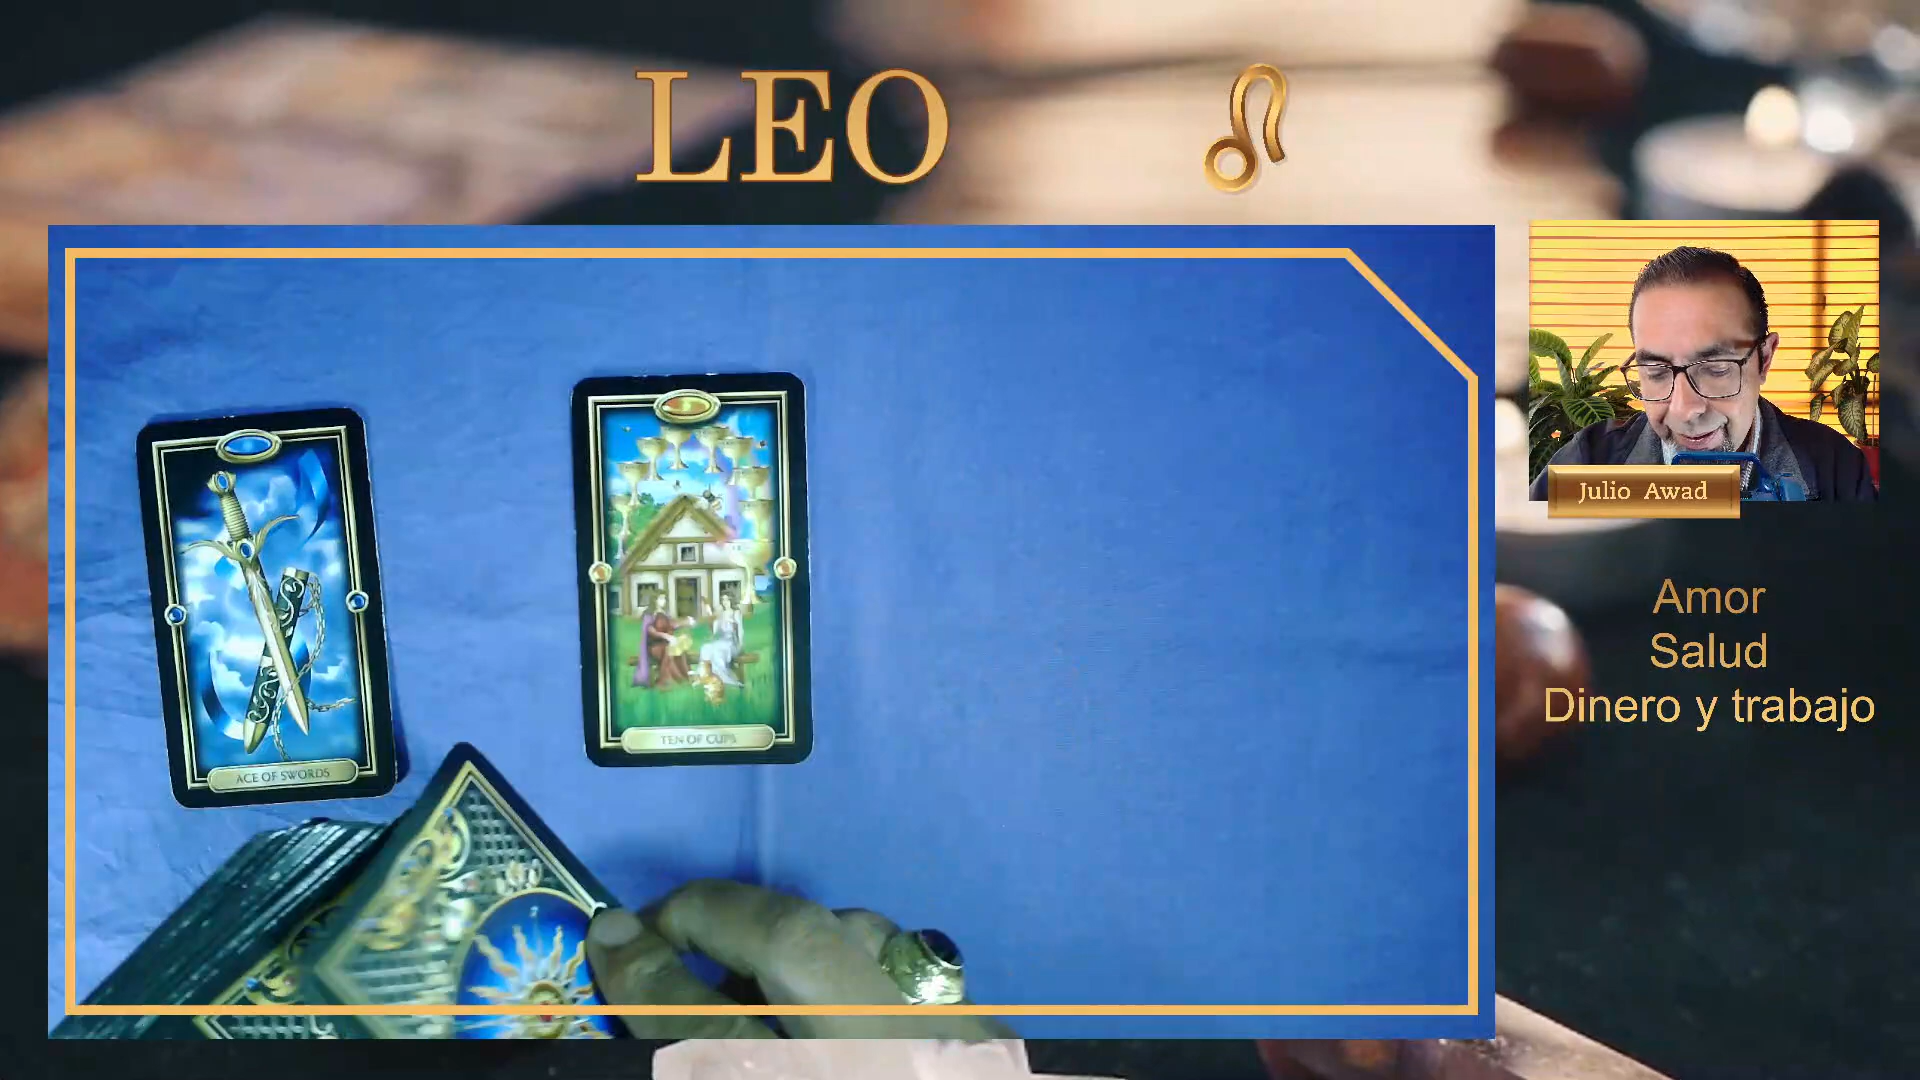 LEO
Julio Awad
Amor
Salud
Dinero y trabajo
ACE OF SWORDS
TEN OF CUPS